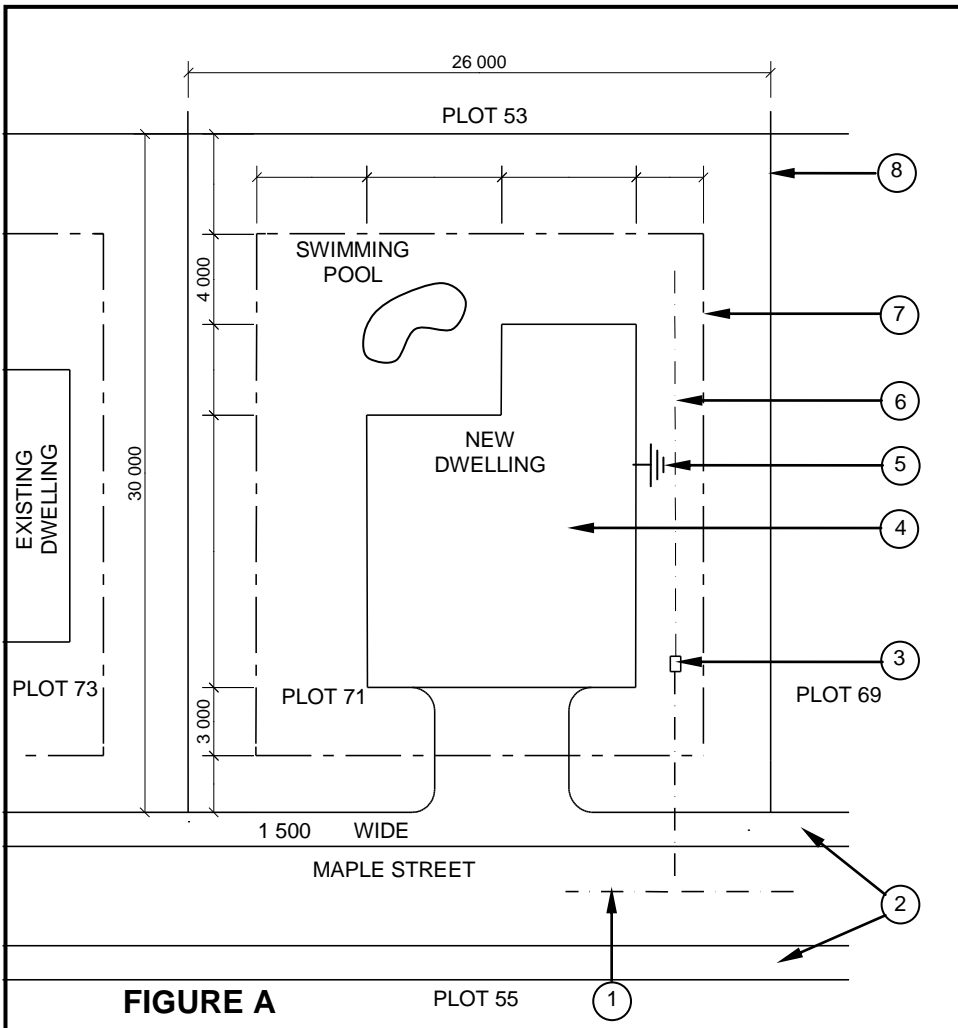 26 000
PLOT 53
8
SWIMMING
POOL
4 000
7
6
NEW
DWELLING
5
EXISTING
DWELLING
30 000
4
3
PLOT 73
PLOT 71
PLOT 69
3 000
1 500 WIDE
MAPLE STREET
2
FIGURE A
PLOT 55
1